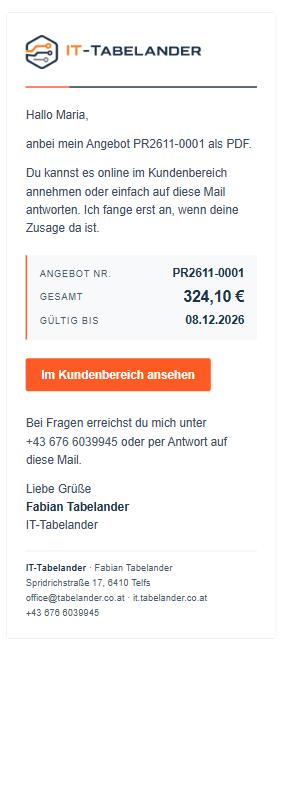 IT-TABELANDER
Hallo Maria,
anbei mein Angebot PR2611-0001 als PDF.
Du kannst es online im Kundenbereich
annehmen oder einfach auf diese Mail
antworten. Ich fange erst an, wenn deine
Zusage da ist.
ANGEBOT NR. PR2611-0001
GESAMT 324,10 €
GÜLTIG BIS 08.12.2026
Im Kundenbereich ansehen
Bei Fragen erreichst du mich unter
+43 676 6039945 oder per Antwort auf
diese Mail.
Liebe Grüße
Fabian Tabelander
IT-Tabelander
IT-Tabelander · Fabian Tabelander
Spridrichstraße 17, 6410 Telfs
office@tabelander.co.at · it.tabelander.co.at
+43 676 6039945